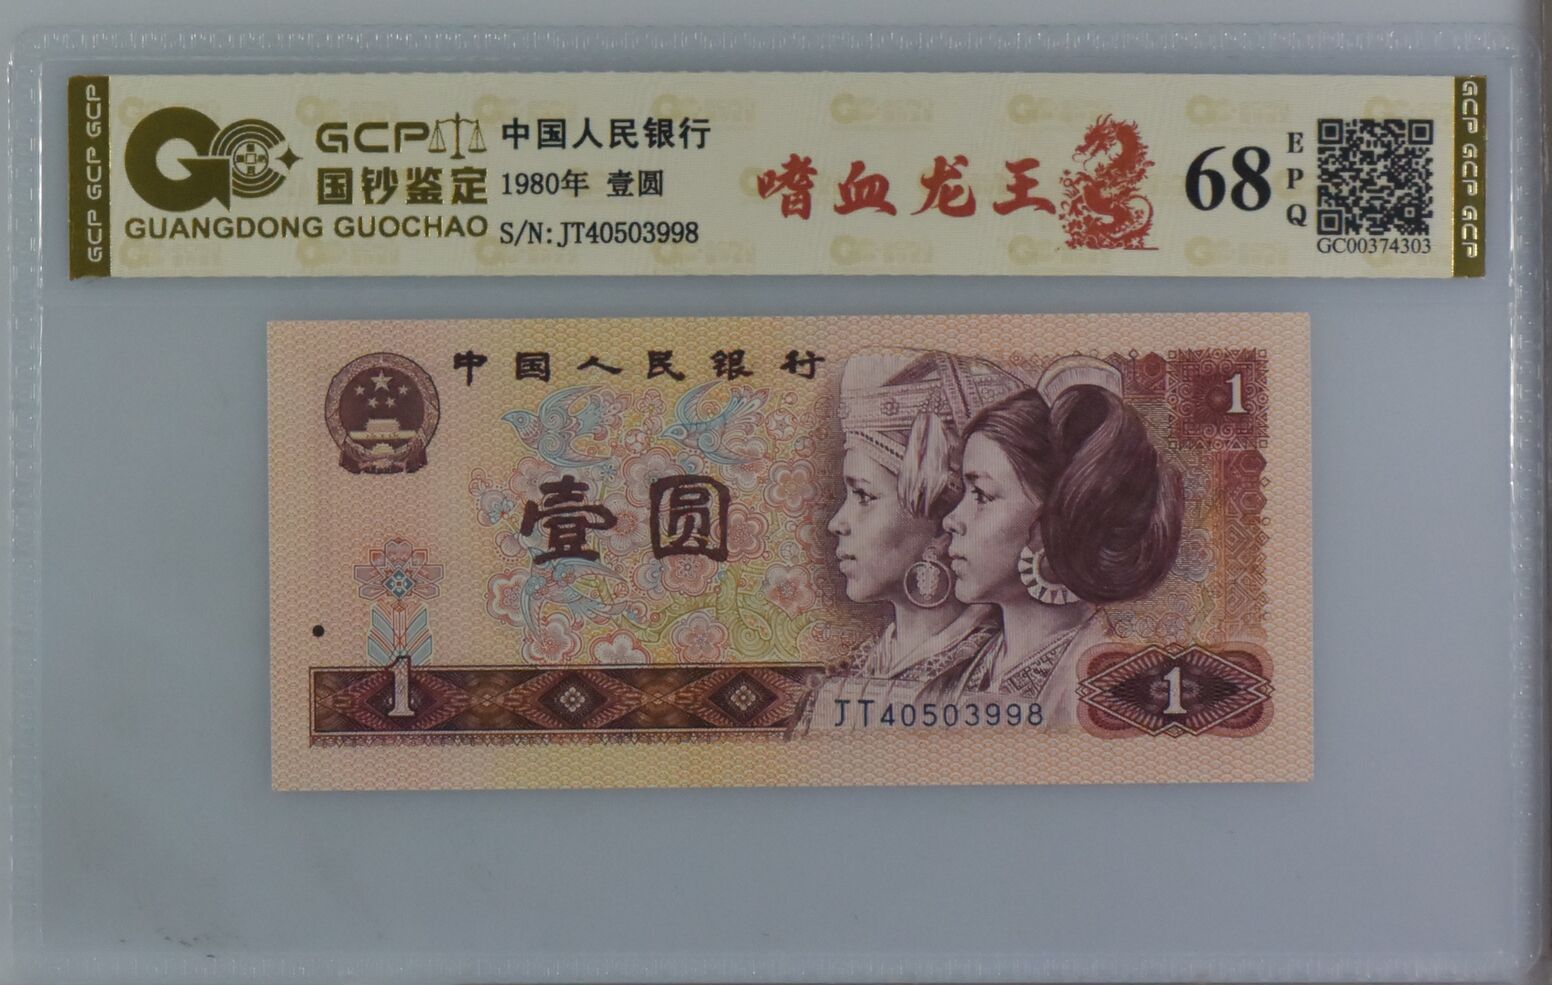 GCP GCP GCP
GCP
国钞鉴定
GUANGDONG GUOCHAO
中国人民银行
1980年 壹圆
S/N: JT40503998
嗜血龙王
68
EPQ
GC00374303
GCP GCP GCP
中国人民银行
1
壹圆
1
JT40503998
1